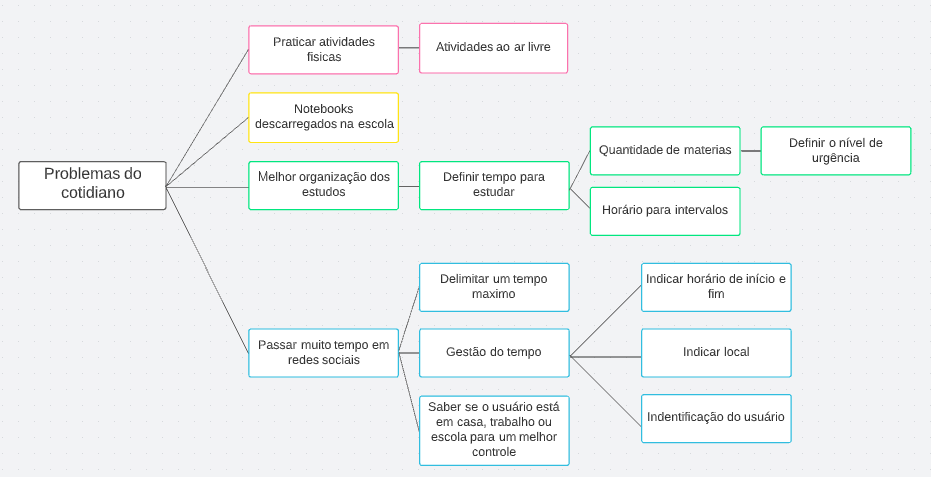 Problemas do
cotidiano
Praticar atividades
fisicas
Atividades ao ar livre
Notebooks
descarregados na escola
Melhor organização dos
estudos
Definir tempo para
estudar
Quantidade de materias
Definir o nível de
urgência
Horário para intervalos
Passar muito tempo em
redes sociais
Delimitar um tempo
maximo
Gestão do tempo
Saber se o usuário está
em casa, trabalho ou
escola para um melhor
controle
Indicar horário de início e
fim
Indicar local
Indentificação do usuário